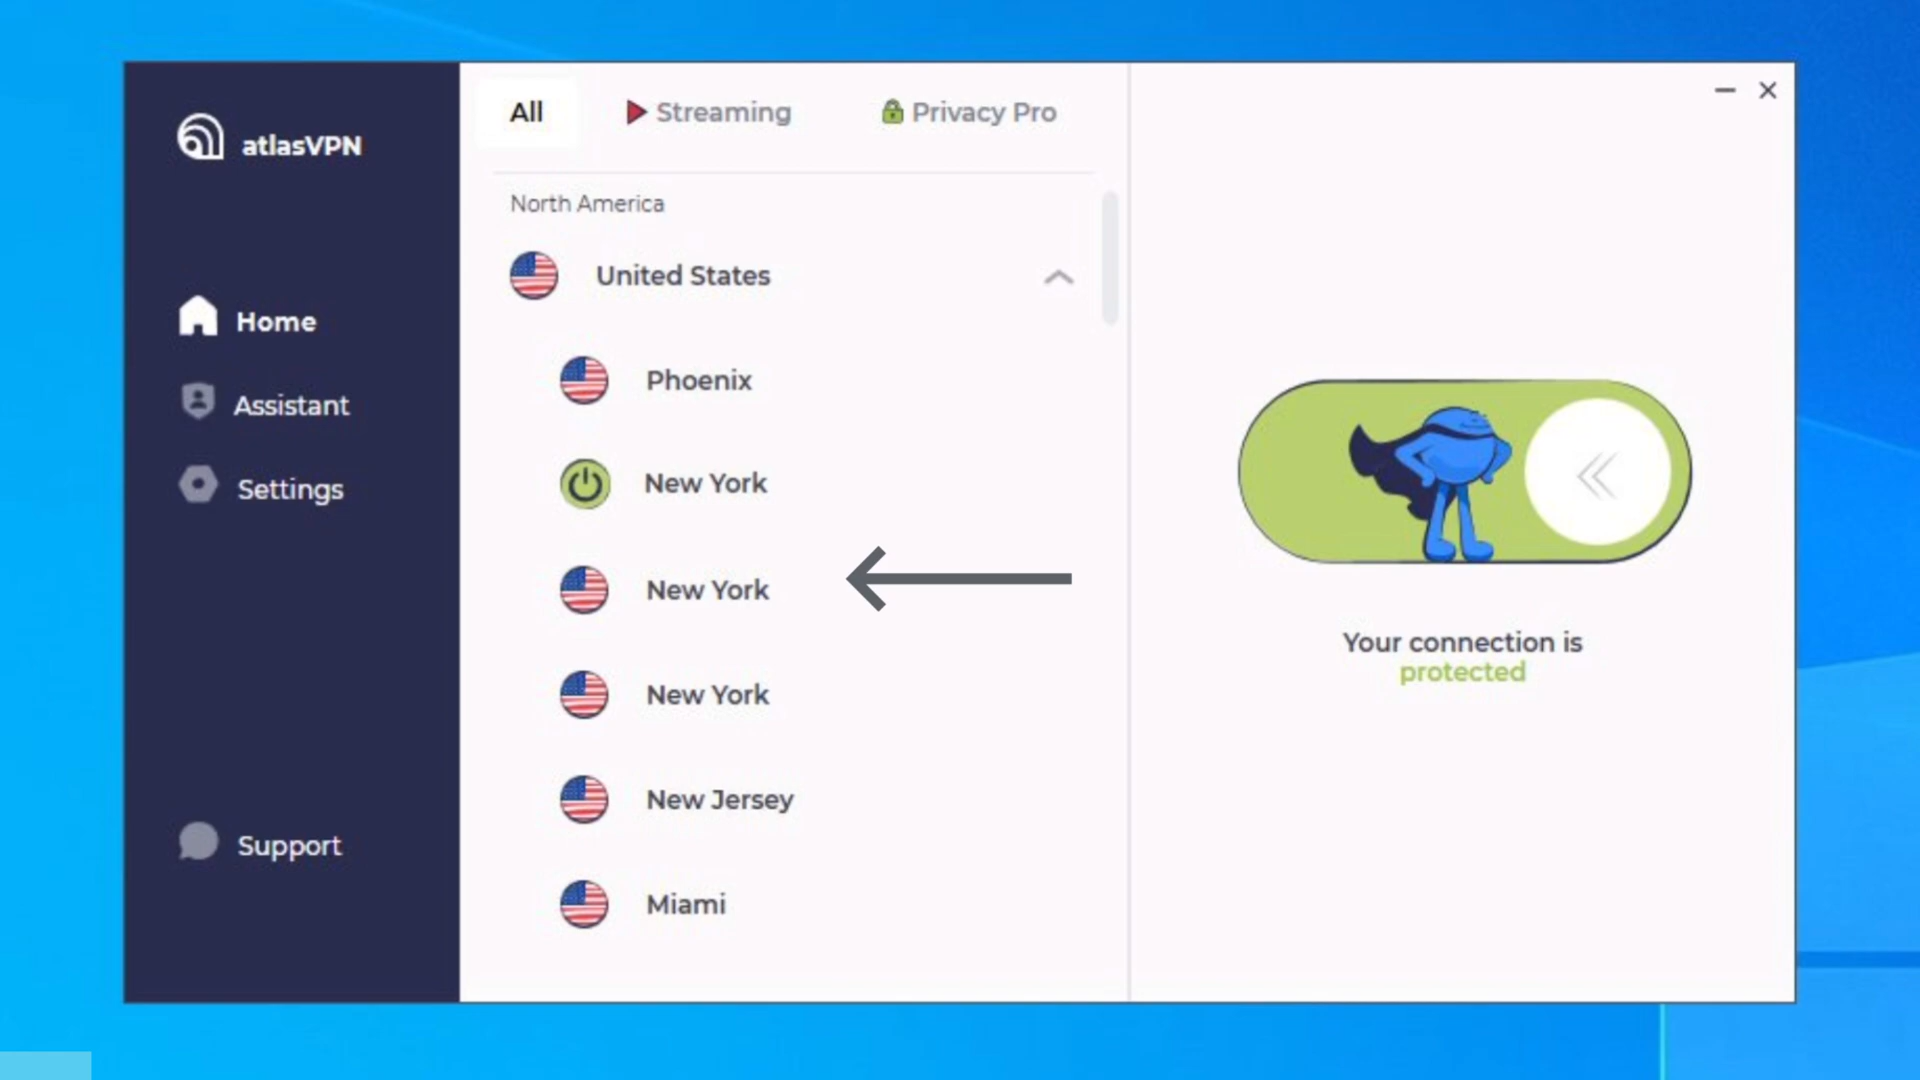 atlasVPN
Home
Assistant
Settings
Support
All
Streaming
Privacy Pro
North America
United States
Phoenix
New York
New York
New York
New Jersey
Miami
Your connection is
protected